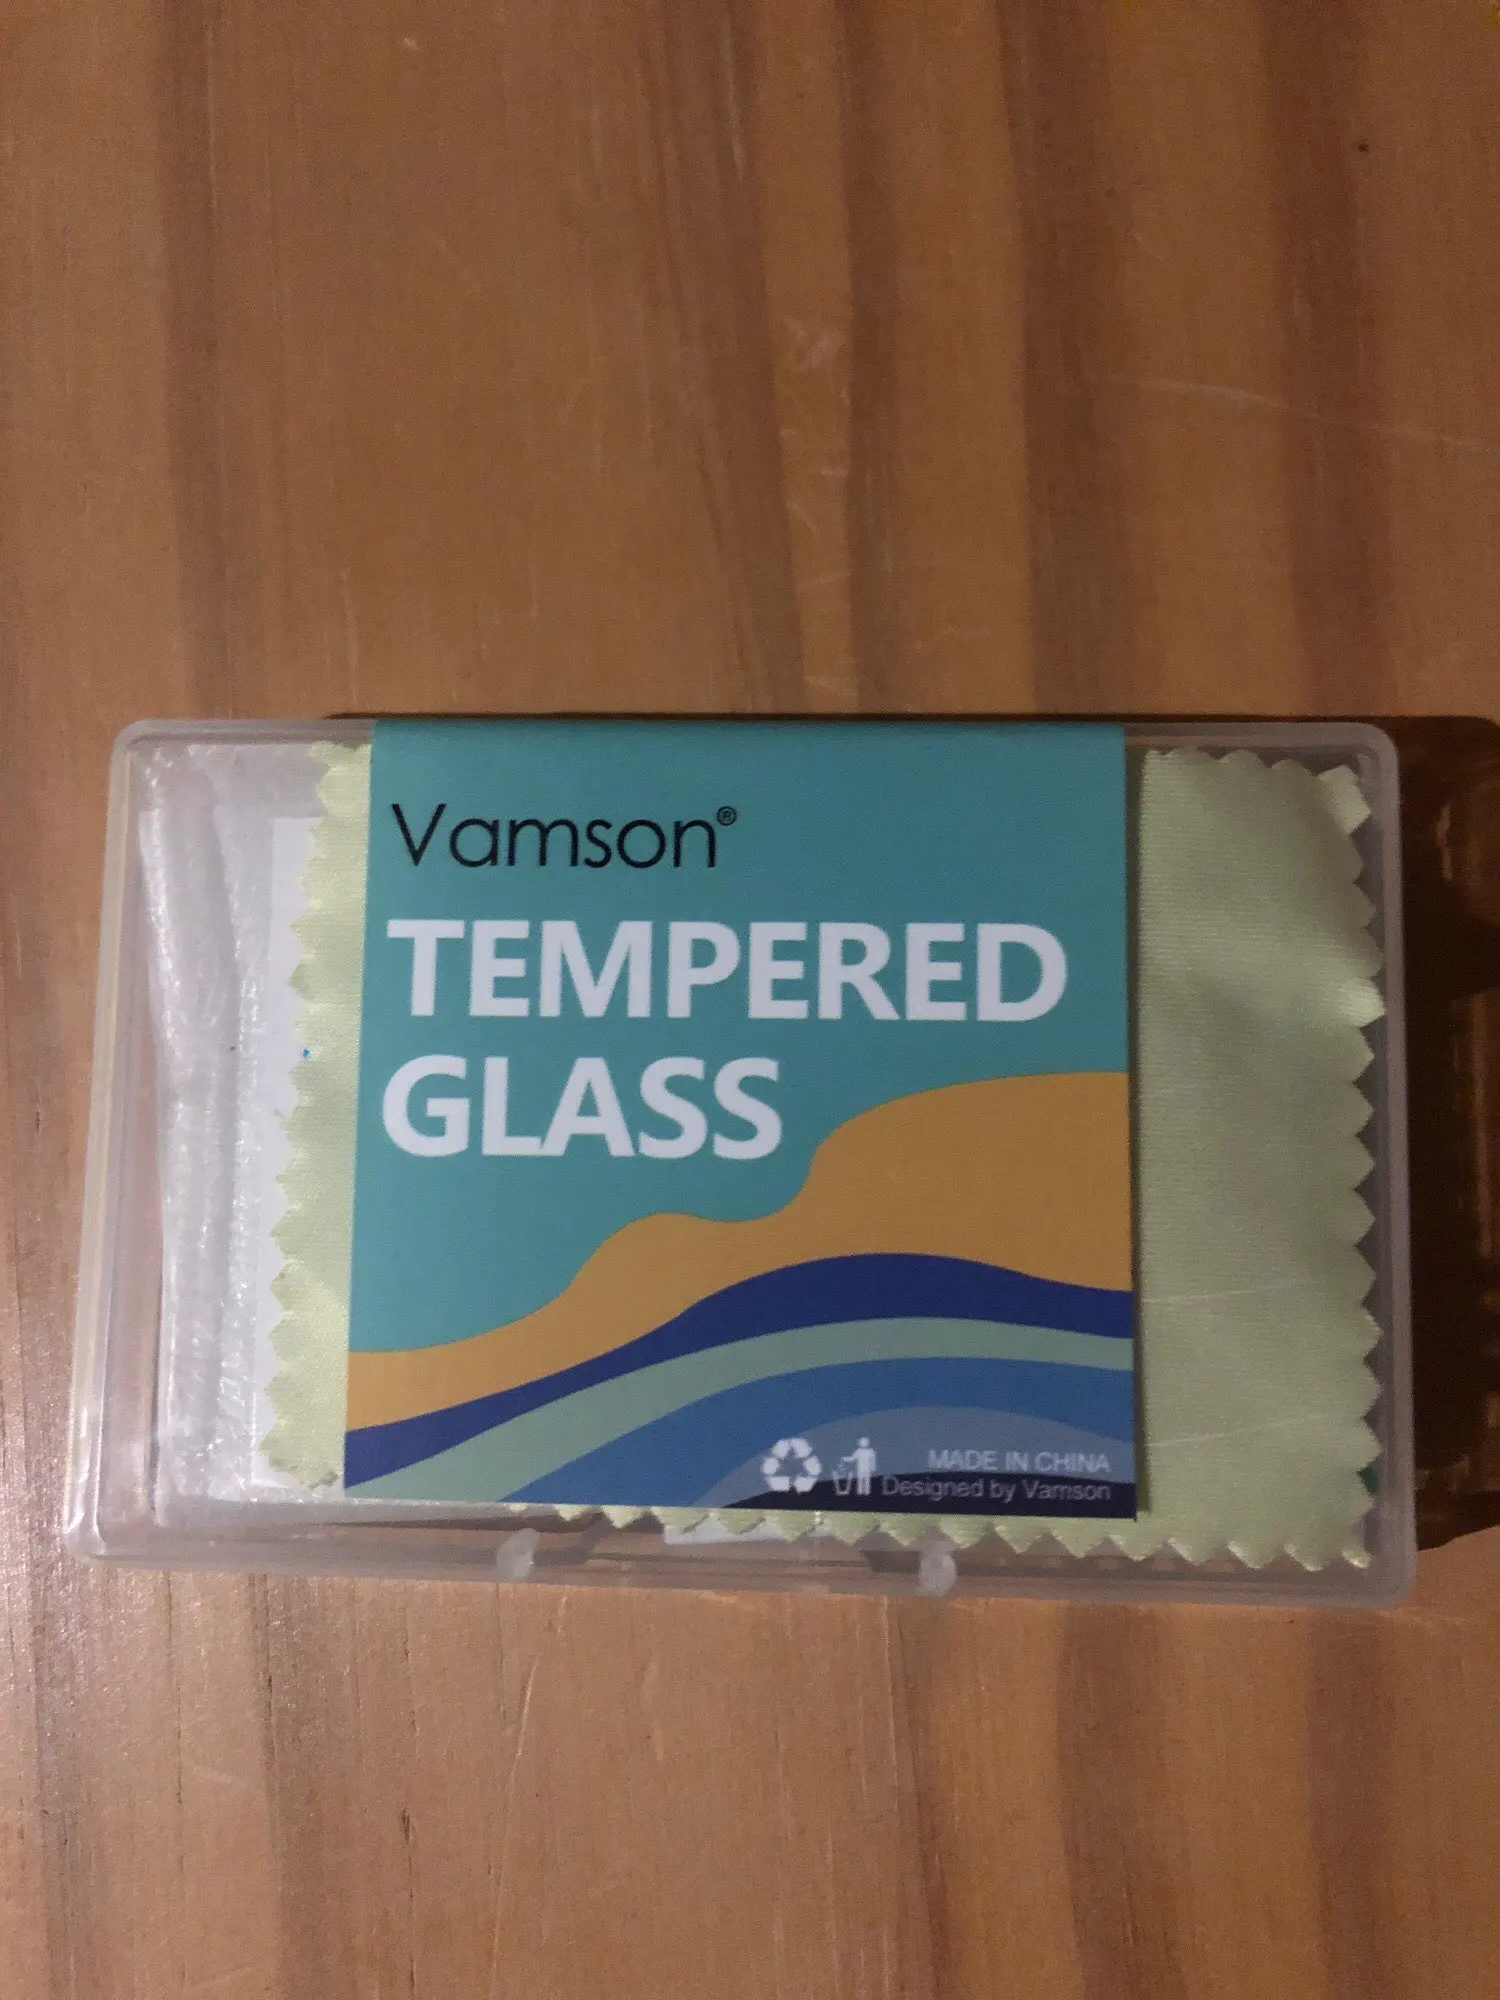 Vamson®
TEMPERED
GLASS
MADE IN CHINA
Designed by Vamson